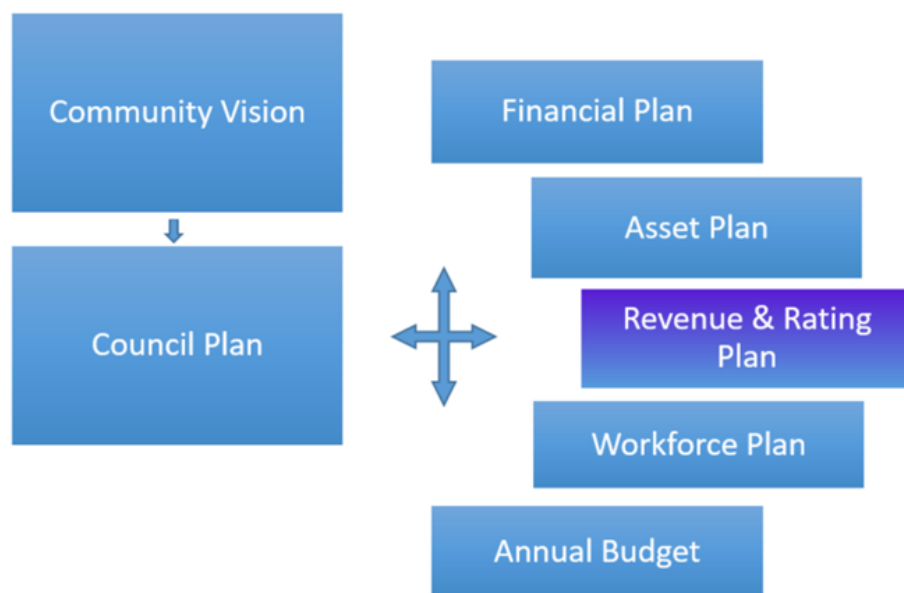 Community Vision
Council Plan
Financial Plan
Asset Plan
Revenue & Rating
Plan
Workforce Plan
Annual Budget